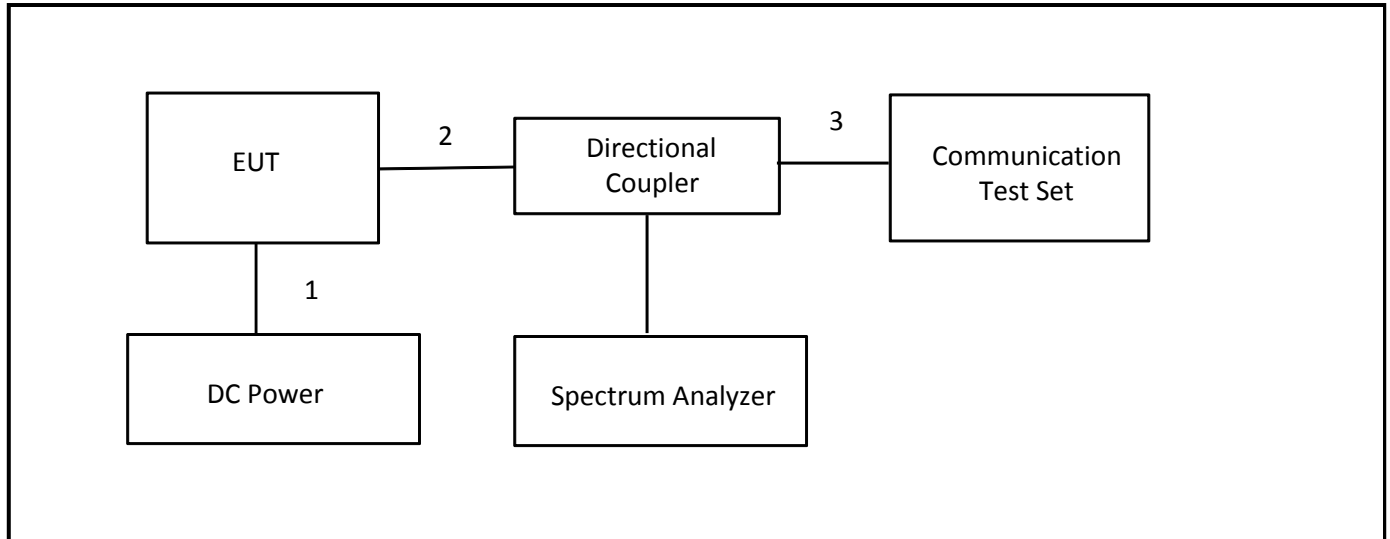 EUT
2
Directional
Coupler
3
Communication
Test Set
1
DC Power
Spectrum Analyzer